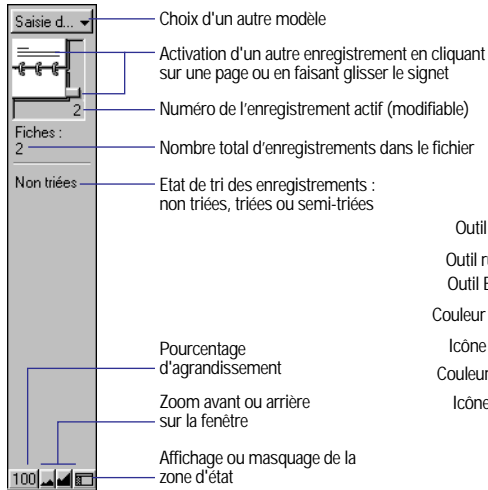 Saisie d...
Choix d'un autre modèle
Activation d'un autre enregistrement en cliquant
sur une page ou en faisant glisser le signet
2
Numéro de l'enregistrement actif (modifiable)
Fiches :
2
Nombre total d'enregistrements dans le fichier
Non triées
Etat de tri des enregistrements :
non triées, triées ou semi-triées
Outil
Outil r
Outil E
Couleur
Icône
Couleur
Icône
Pourcentage
d'agrandissement
Zoom avant ou arrière
sur la fenêtre
Affichage ou masquage de la
zone d'état
100